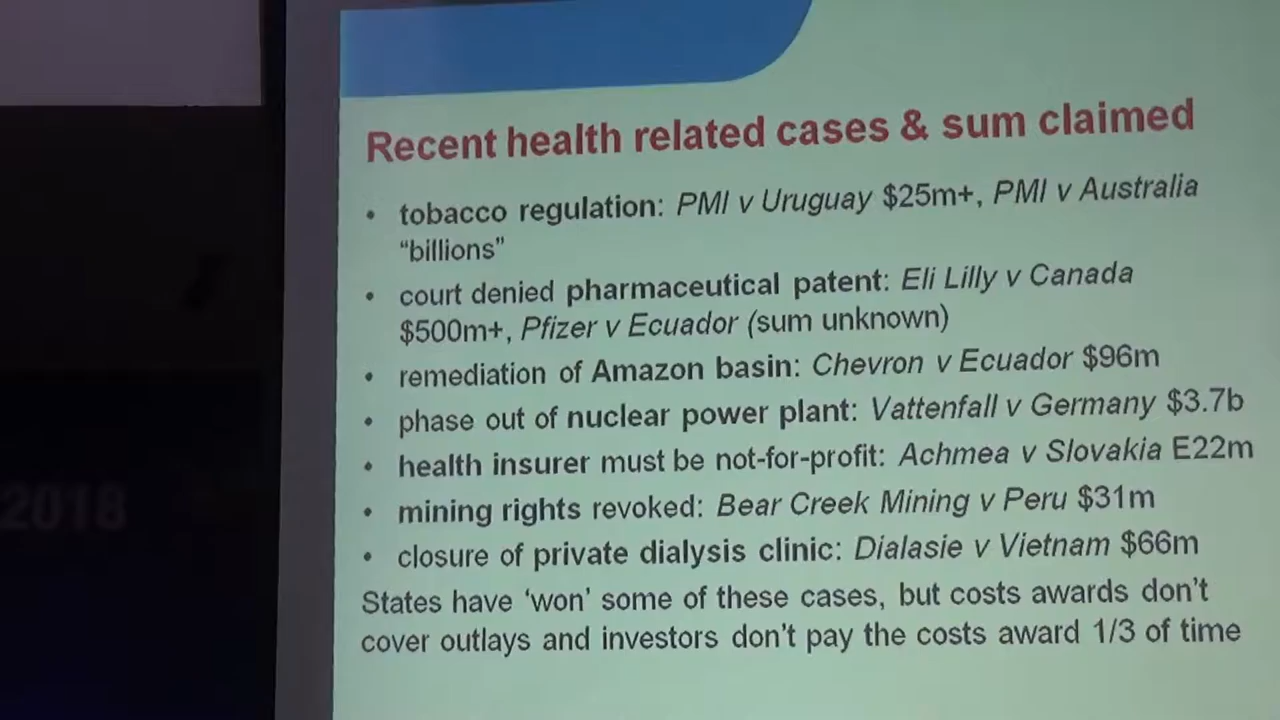 Recent health related cases & sum claimed
• tobacco regulation: PMI v Uruguay $25m+, PMI v Australia
“billions”
• court denied pharmaceutical patent: Eli Lilly v Canada
$500m+, Pfizer v Ecuador (sum unknown)
• remediation of Amazon basin: Chevron v Ecuador $96m
• phase out of nuclear power plant: Vattenfall v Germany $3.7b
• health insurer must be not-for-profit: Achmea v Slovakia E22m
• mining rights revoked: Bear Creek Mining v Peru $31m
• closure of private dialysis clinic: Dialasie v Vietnam $66m
States have ‘won’ some of these cases, but costs awards don’t
cover outlays and investors don’t pay the costs award 1/3 of time
2018